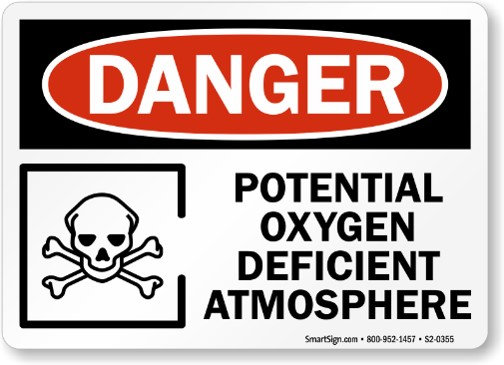 DANGER
POTENTIAL
OXYGEN
DEFICIENT
ATMOSPHERE
SmartSign.com • 800-952-1457 • S2-0355